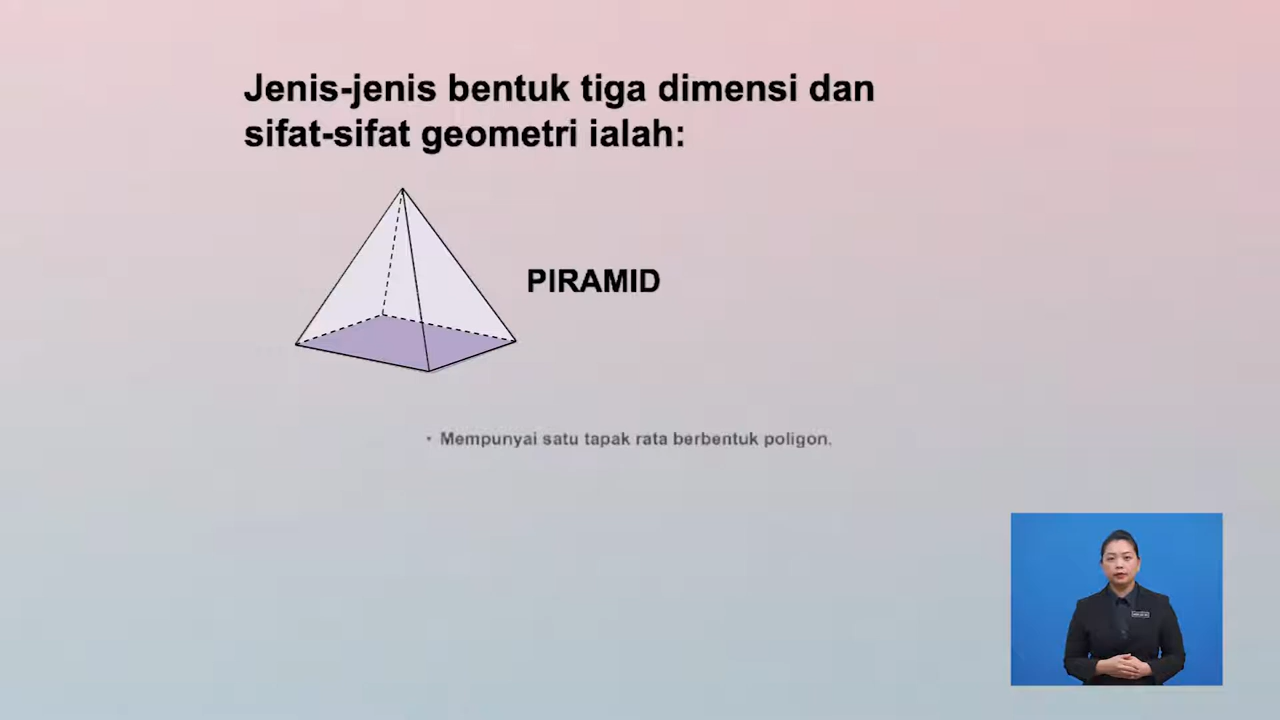 Jenis-jenis bentuk tiga dimensi dan
sifat-sifat geometri ialah:
PIRAMID
• Mempunyai satu tapak rata berbentuk poligon.